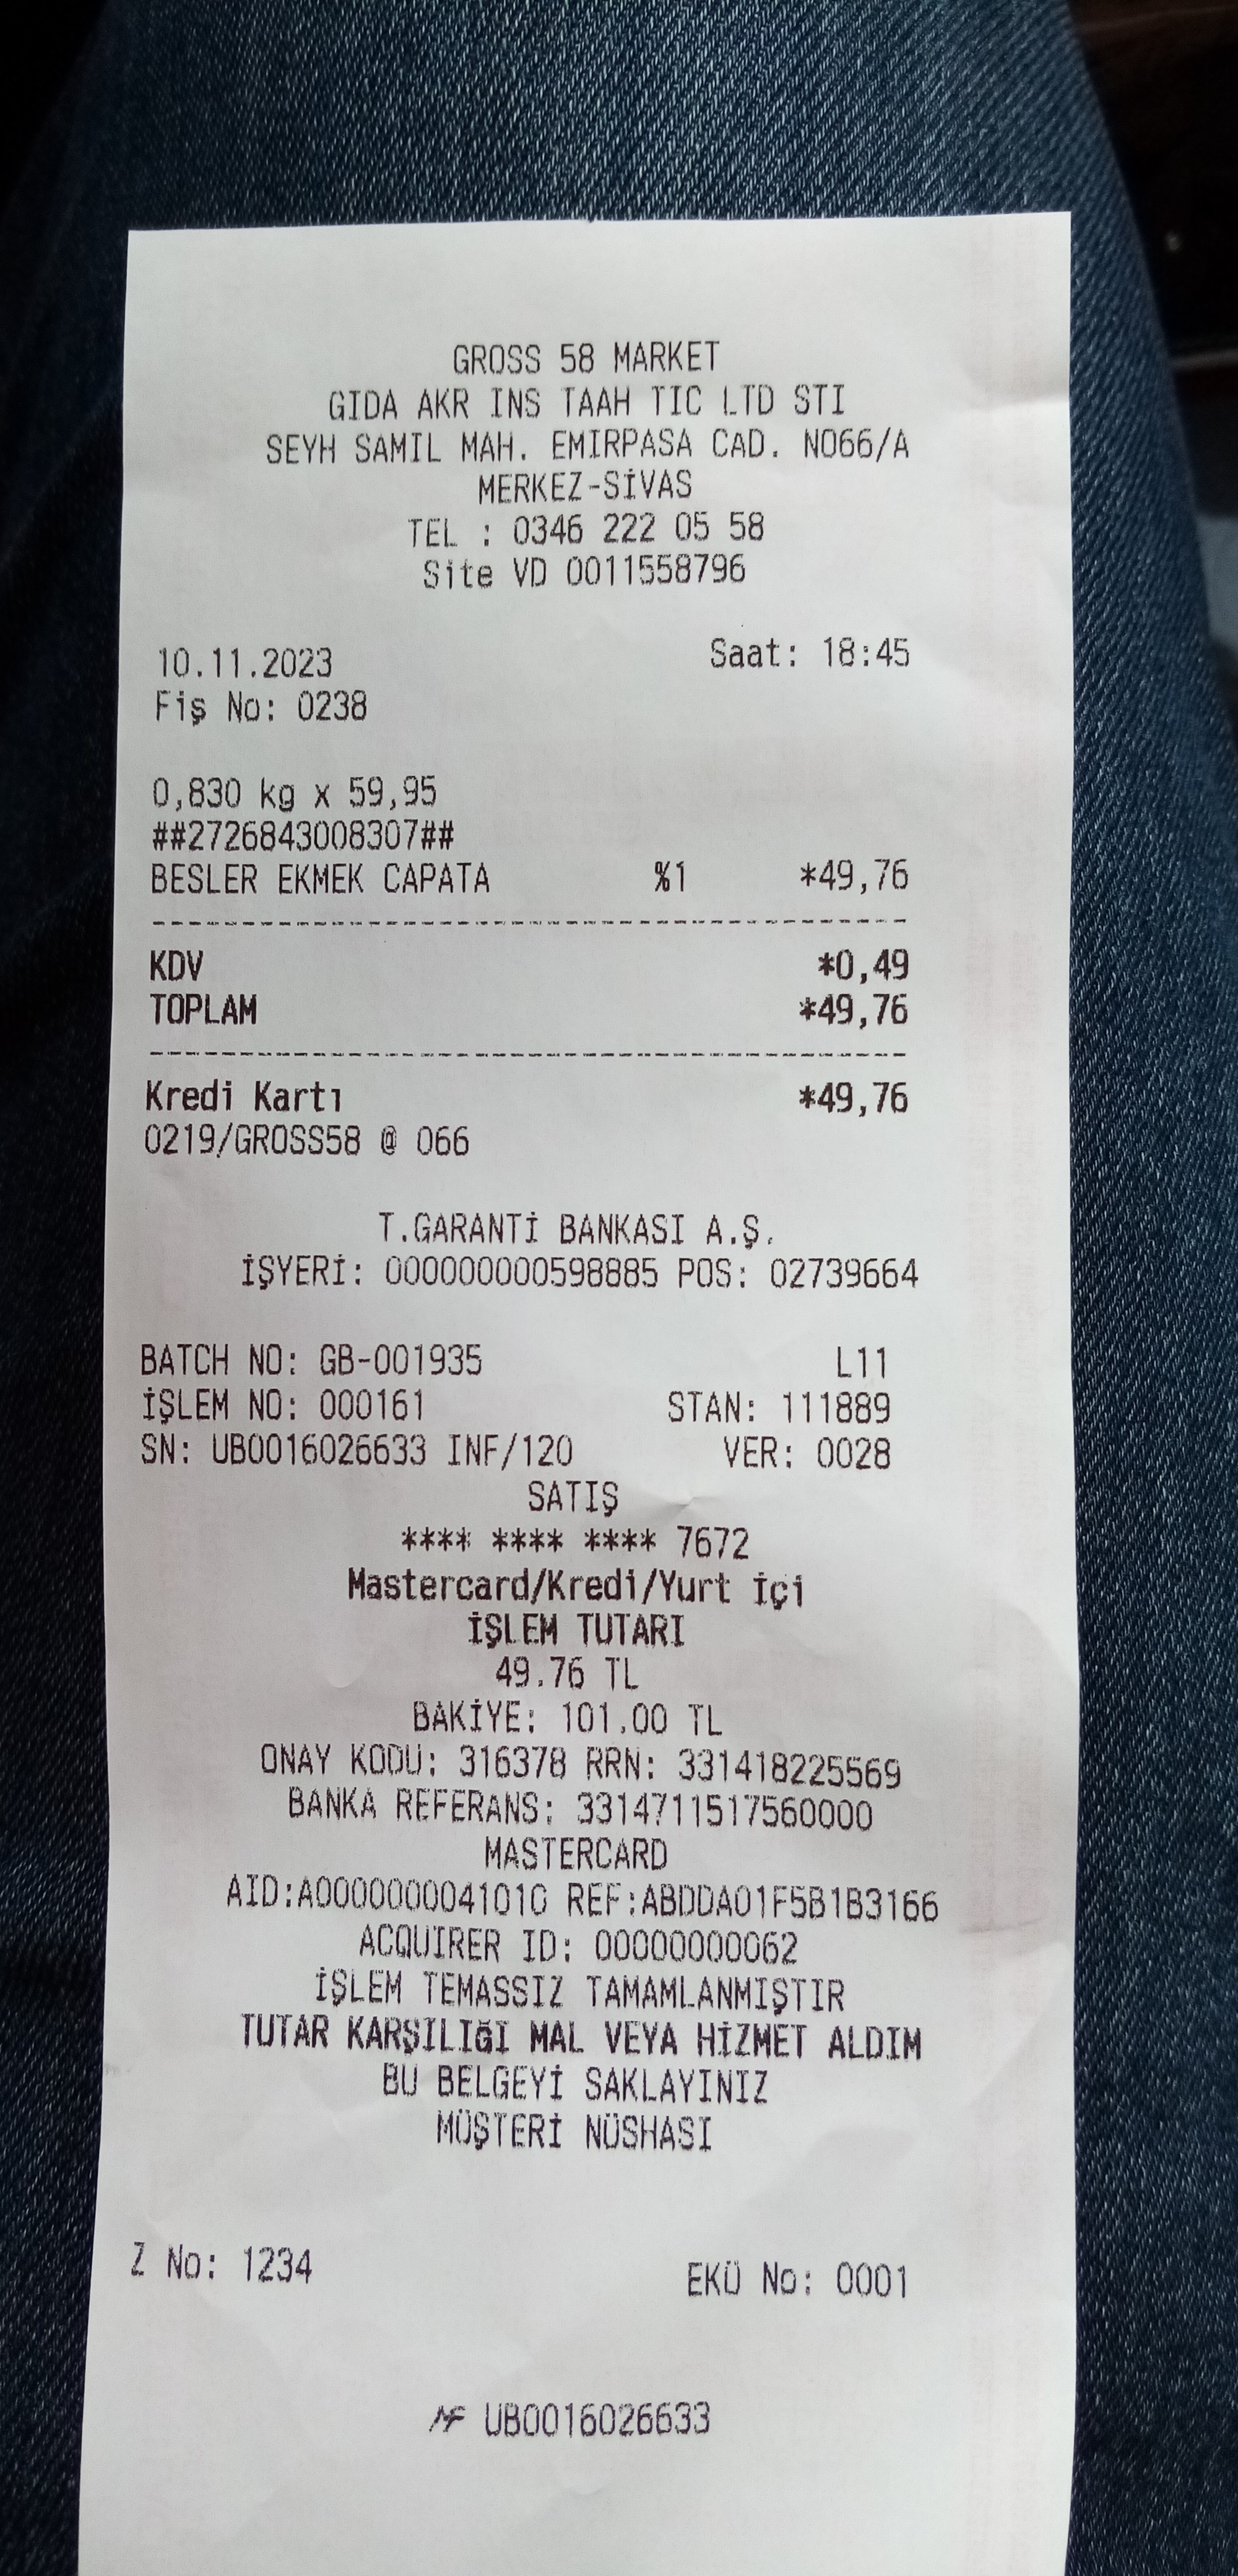 GROSS 58 MARKET
GIDA AKR INS TAAH TIC LTD STI
SEYH SAMIL MAH. EMIRPASA CAD. NO66/A
MERKEZ-SİVAS
TEL : 0346 222 05 58
Site VD 0011558796
10.11.2023 Saat: 18:45
Fiş No: 0238
0,830 kg x 59,95
##2726843008307##
BESLER EKMEK CAPATA %1 *49,76
KDV *0,49
TOPLAM *49,76
Kredi Kartı *49,76
0219/GROSS58 @ 066
T.GARANTİ BANKASI A.Ş.
İŞYERİ: 000000000598885 POS: 02739664
BATCH NO: GB-001935 L11
İŞLEM NO: 000161 STAN: 111889
SN: UB0016026633 INF/120 VER: 0028
SATIŞ
**** **** **** 7672
Mastercard/Kredi/Yurt İçi
İŞLEM TUTARI
49.76 TL
BAKİYE: 101.00 TL
ONAY KODU: 316378 RRN: 331418225569
BANKA REFERANS: 3314711517560000
MASTERCARD
AID:A0000000041010 REF:ABDDA01F5B1B3166
ACQUIRER ID: 00000000062
İŞLEM TEMASSIZ TAMAMLANMIŞTIR
TUTAR KARŞILIĞI MAL VEYA HİZMET ALDIM
BU BELGEYİ SAKLAYINIZ
MÜŞTERİ NÜSHASI
Z No: 1234 EKÜ No: 0001
MF UB0016026633